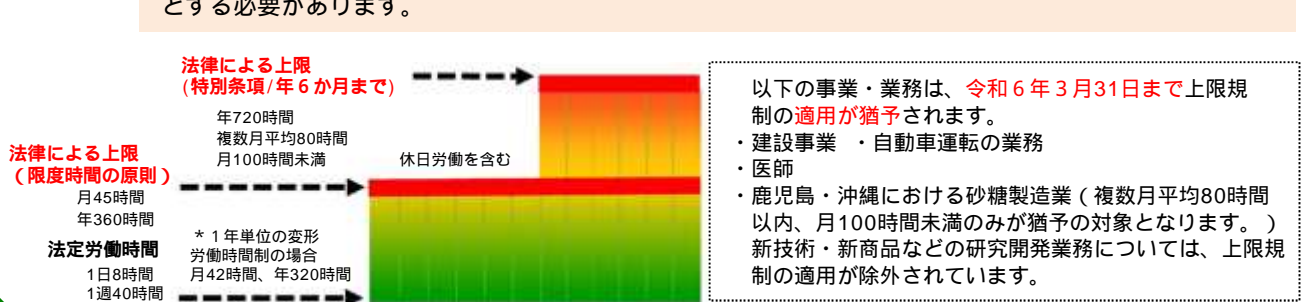 とする必要があります。
法律による上限
(特別条項/年６か月まで)
年720時間
複数月平均80時間
月100時間未満
休日労働を含む
法律による上限
（限度時間の原則）
月45時間
年360時間
法定労働時間
1日8時間
1週40時間
＊１年単位の変形
労働時間制の場合
月42時間、年320時間
以下の事業・業務は、令和６年３月31日まで上限規
制の適用が猶予されます。
・建設事業　・自動車運転の業務
・医師
・鹿児島・沖縄における砂糖製造業（複数月平均80時間
以内、月100時間未満のみが猶予の対象となります。）
新技術・新商品などの研究開発業務については、上限規
制の適用が除外されています。